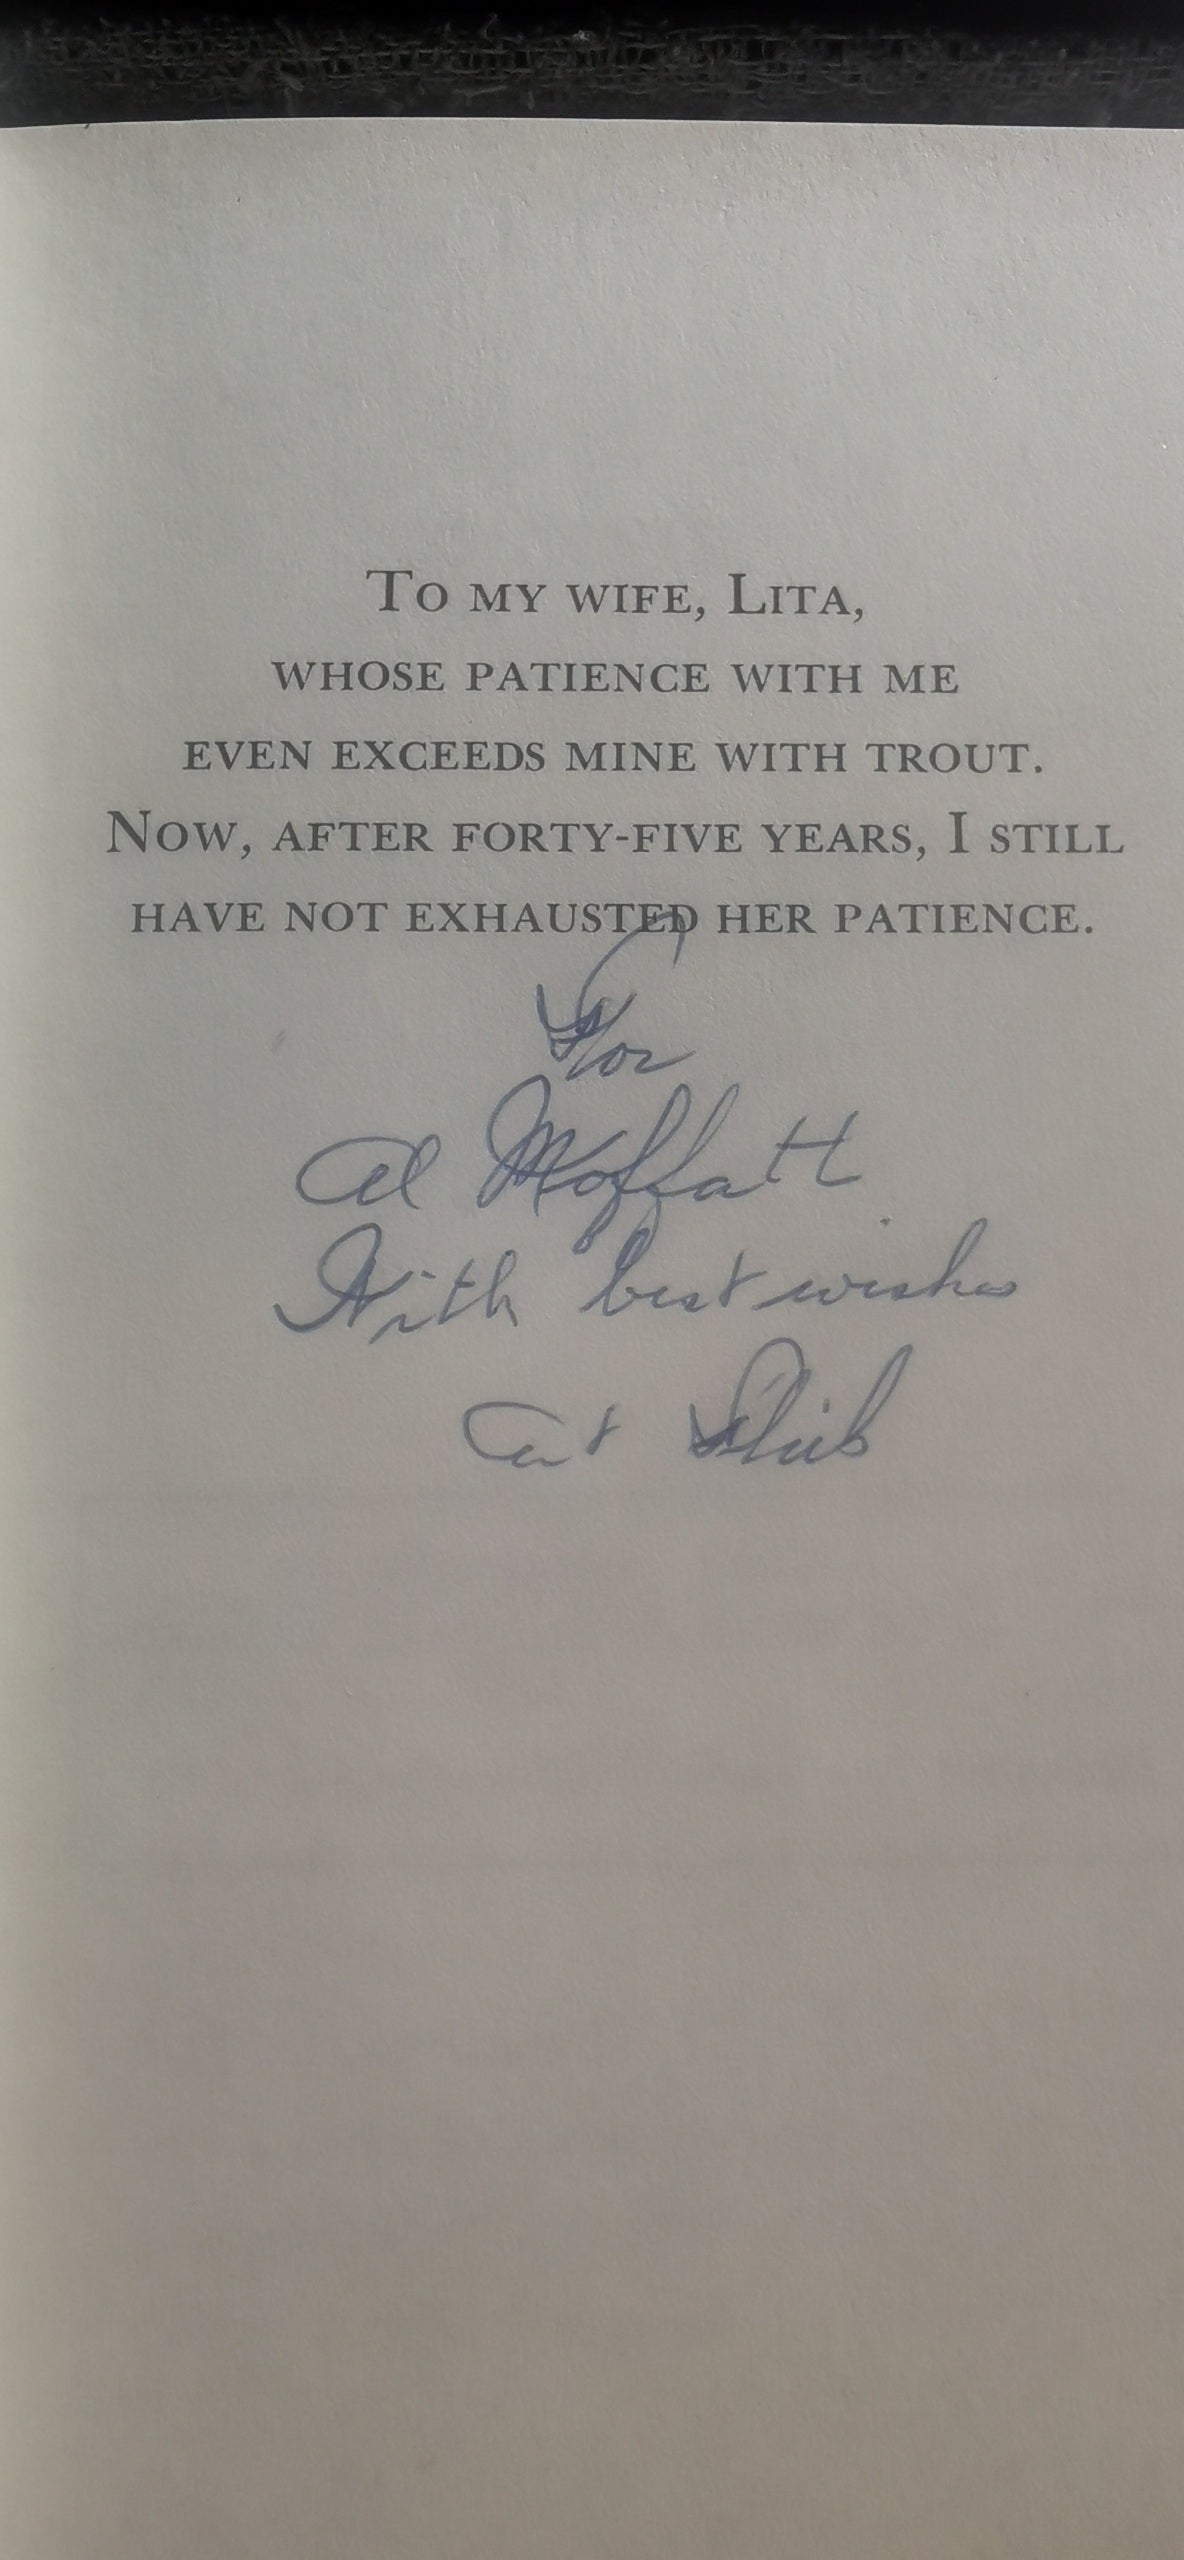 To my wife, Lita,
whose patience with me
even exceeds mine with trout.
Now, after forty-five years, I still
have not exhausted her patience.
For
Al Moffatt
With best wishes
Art